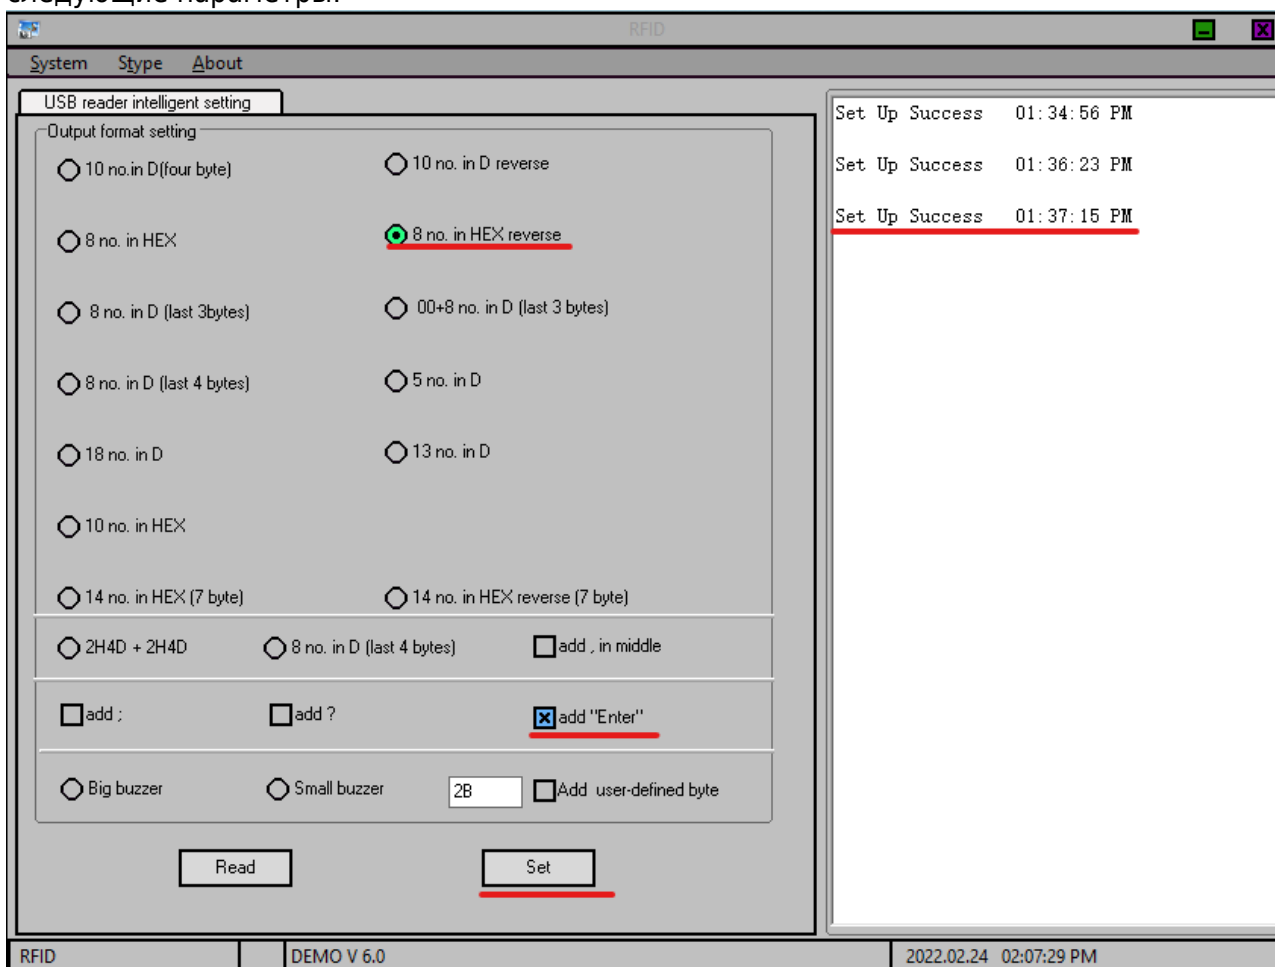 следующие параметры:
RFID
System Stype About
USB reader intelligent setting
Output format setting
10 no.in D(four byte)
10 no. in D reverse
8 no. in HEX
8 no. in HEX reverse
8 no. in D (last 3bytes)
00+8 no. in D (last 3 bytes)
8 no. in D (last 4 bytes)
5 no. in D
18 no. in D
13 no. in D
10 no. in HEX
14 no. in HEX (7 byte)
14 no. in HEX reverse (7 byte)
2H4D + 2H4D
8 no. in D (last 4 bytes)
add , in middle
add ;
add ?
add "Enter"
Big buzzer
Small buzzer
2B
Add user-defined byte
Read
Set
Set Up Success 01:34:56 PM
Set Up Success 01:36:23 PM
Set Up Success 01:37:15 PM
RFID
DEMO V 6.0
2022.02.24 02:07:29 PM